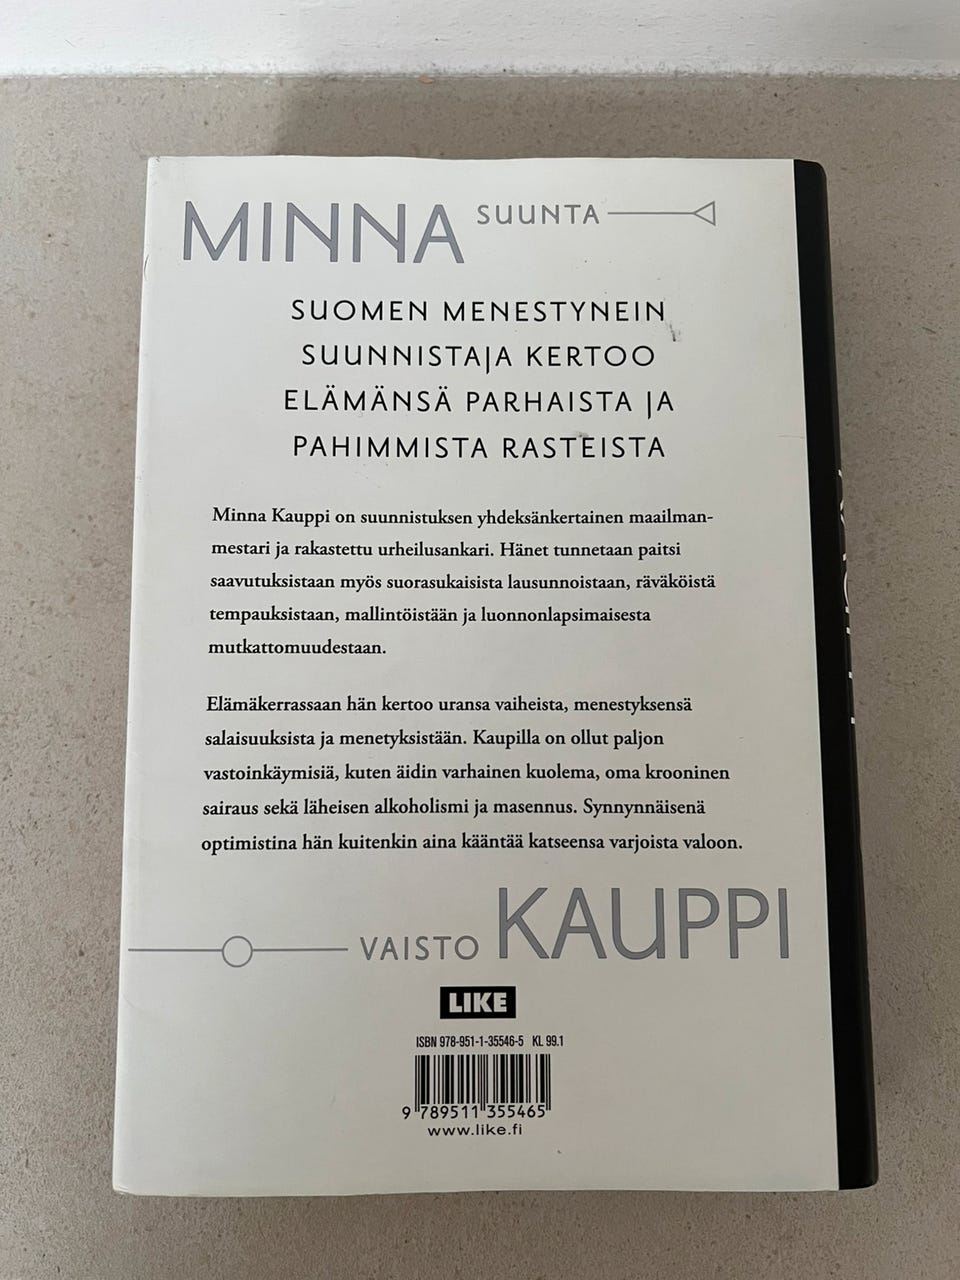 MINNA SUUNTA
SUOMEN MENESTYNEIN
SUUNNISTAJA KERTOO
ELÄMÄNSÄ PARHAISTA JA
PAHIMMISTA RASTEISTA
Minna Kauppi on suunnistuksen yhdeksänkertainen maailman-
mestari ja rakastettu urheilusankari. Hänet tunnetaan paitsi
saavutuksistaan myös suorasukaisista lausunnoistaan, räväköistä
tempauksistaan, mallintöistään ja luonnonlapsimaisesta
mutkattomuudestaan.
Elämäkerrassaan hän kertoo uransa vaiheista, menestyksensä
salaisuuksista ja menetyksistään. Kaupilla on ollut paljon
vastoinkäymisiä, kuten äidin varhainen kuolema, oma krooninen
sairaus sekä läheisen alkoholismi ja masennus. Synnynnäisenä
optimistina hän kuitenkin aina kääntää katseensa varjoista valoon.
VAISTO KAUPPI
LIKE
ISBN 978-951-1-35546-5 KL 99.1
9 789511 355465
www.like.fi